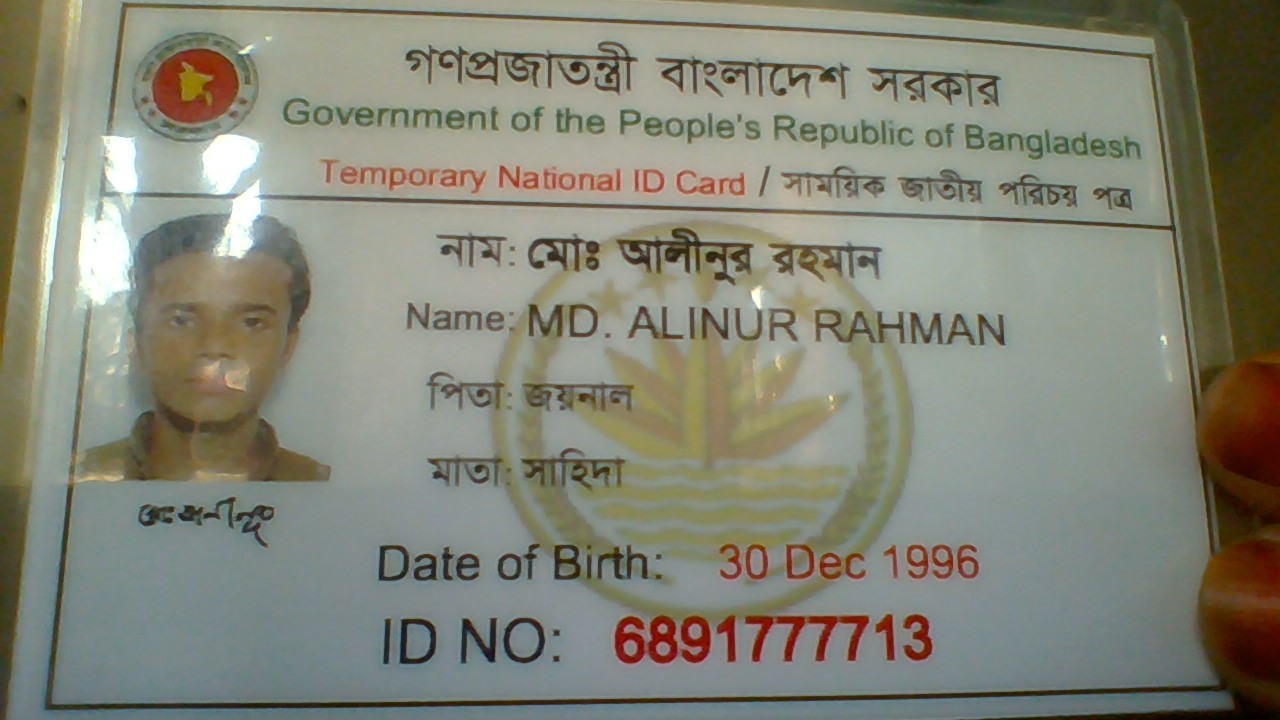 গণপ্রজাতন্ত্রী বাংলাদেশ সরকার
Government of the People's Republic of Bangladesh
Temporary National ID Card / সাময়িক জাতীয় পরিচয় পত্র
নাম: মোঃ আলীনুর রহমান
Name: MD. ALINUR RAHMAN
পিতা: জয়নাল
মাতা: সাহিদা
Date of Birth: 30 Dec 1996
ID NO: 6891777713